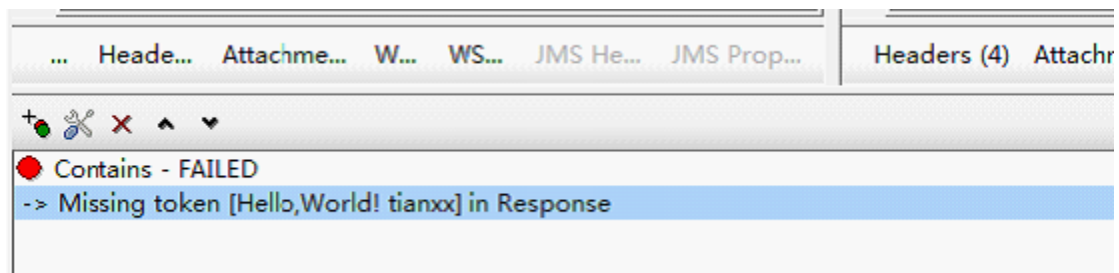 ... Heade... Attachme... W... WS... JMS He... JMS Prop... Headers (4) Attachr
Contains - FAILED
-> Missing token [Hello,World! tianxx] in Response